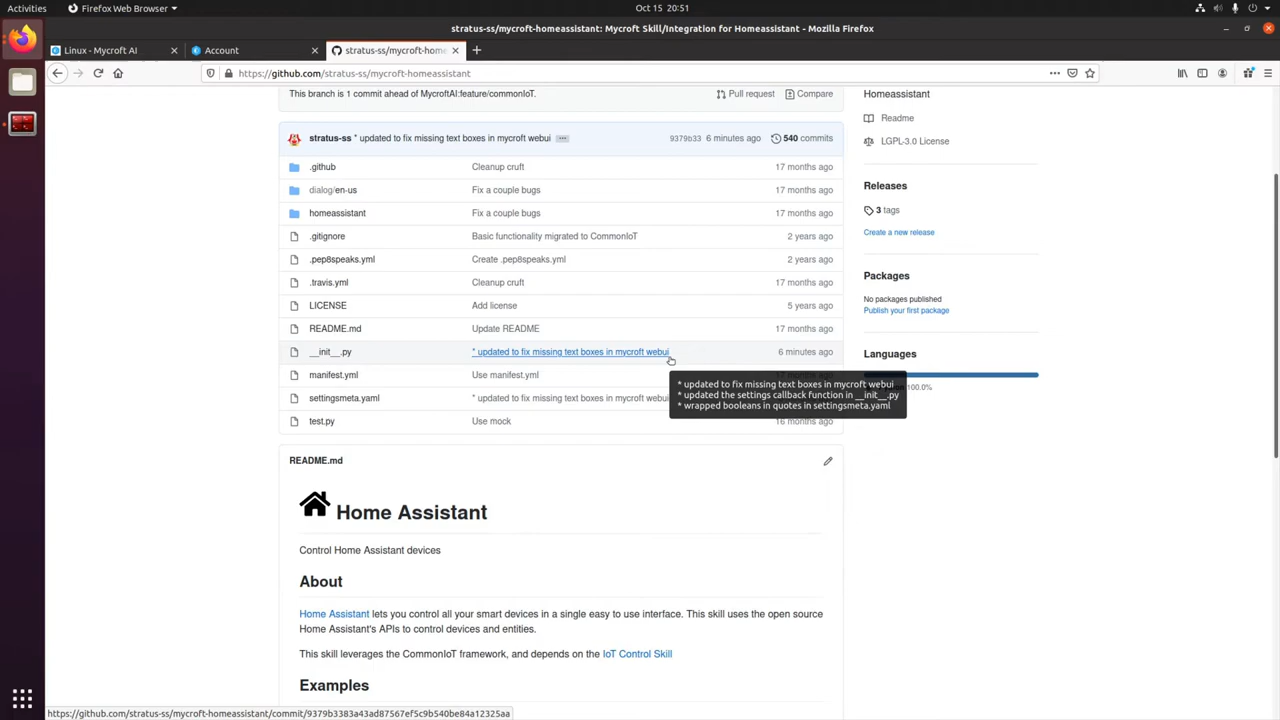 Activities
Firefox Web Browser
Oct 15 20:51
stratus-ss/mycroft-homeassistant: Mycroft Skill/Integration for Homeassistant - Mozilla Firefox
Linux - Mycroft AI
Account
stratus-ss/mycroft-home
https://github.com/stratus-ss/mycroft-homeassistant
This branch is 1 commit ahead of MycroftAI:feature/commonIoT.
Pull request
Compare
Homeassistant
Readme
LGPL-3.0 License
stratus-ss * updated to fix missing text boxes in mycroft webui
9379b33 6 minutes ago
540 commits
.github
Cleanup cruft
17 months ago
dialog/en-us
Fix a couple bugs
17 months ago
homeassistant
Fix a couple bugs
17 months ago
.gitignore
Basic functionality migrated to CommonIoT
2 years ago
.pep8speaks.yml
Create .pep8speaks.yml
2 years ago
.travis.yml
Cleanup cruft
17 months ago
LICENSE
Add license
5 years ago
README.md
Update README
17 months ago
__init__.py
* updated to fix missing text boxes in mycroft webui
6 minutes ago
manifest.yml
Use manifest.yml
settingsmeta.yaml
* updated to fix missing text boxes in mycroft webui
test.py
Use mock
16 months ago
* updated to fix missing text boxes in mycroft webui
* updated the settings callback function in __init__.py
* wrapped booleans in quotes in settingsmeta.yaml
Releases
3 tags
Create a new release
Packages
No packages published
Publish your first package
Languages
100.0%
README.md
Home Assistant
Control Home Assistant devices
About
Home Assistant lets you control all your smart devices in a single easy to use interface. This skill uses the open source
Home Assistant's APIs to control devices and entities.
This skill leverages the CommonIoT framework, and depends on the IoT Control Skill
Examples
https://github.com/stratus-ss/mycroft-homeassistant/commit/9379b3383a43ad87567ef5c9b540be84a12325aa